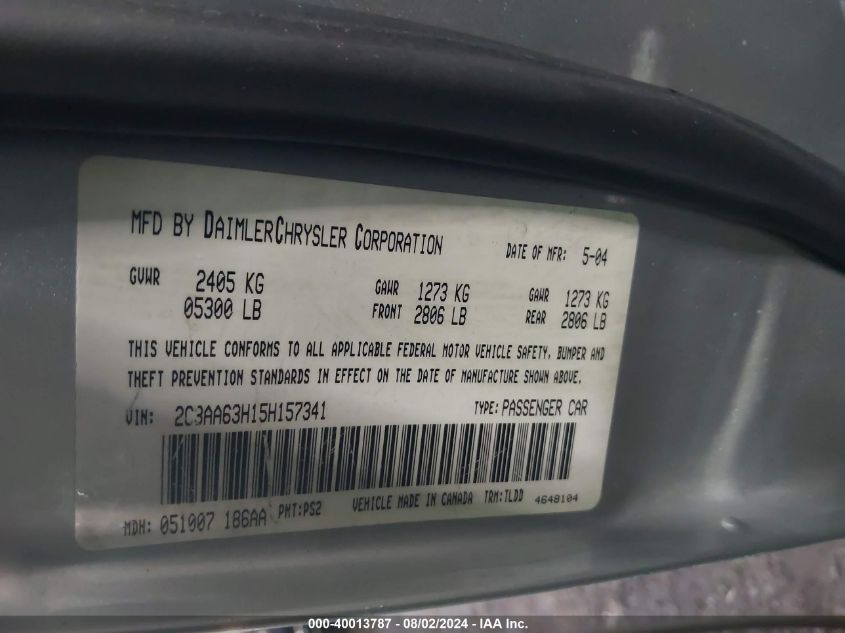 MFD BY DAIMLERCHRYSLER CORPORATION DATE OF MFR: 5-04
GVWR 2405 KG GAWR 1273 KG GAWR 1273 KG
05300 LB FRONT 2806 LB REAR 2806 LB
THIS VEHICLE CONFORMS TO ALL APPLICABLE FEDERAL MOTOR VEHICLE SAFETY, BUMPER AND
THEFT PREVENTION STANDARDS IN EFFECT ON THE DATE OF MANUFACTURE SHOWN ABOVE.
VIN: 2C3AA63H15H157341 TYPE: PASSENGER CAR
MDH: 051007 186AA PNT:PS2 VEHICLE MADE IN CANADA TRM:TLDD 4648104
000-40013787 - 08/02/2024 - IAA Inc.